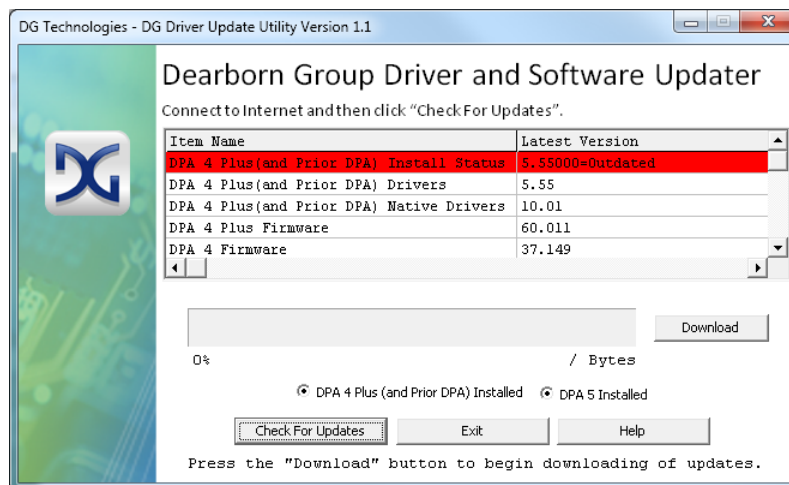 DG Technologies - DG Driver Update Utility Version 1.1
Dearborn Group Driver and Software Updater
Connect to Internet and then click “Check For Updates”.
Item Name Latest Version
DPA 4 Plus(and Prior DPA) Install Status 5.55000=Outdated
DPA 4 Plus(and Prior DPA) Drivers 5.55
DPA 4 Plus(and Prior DPA) Native Drivers 10.01
DPA 4 Plus Firmware 60.011
DPA 4 Firmware 37.149
DG
Download
0% / Bytes
DPA 4 Plus (and Prior DPA) Installed DPA 5 Installed
Check For Updates Exit Help
Press the "Download" button to begin downloading of updates.